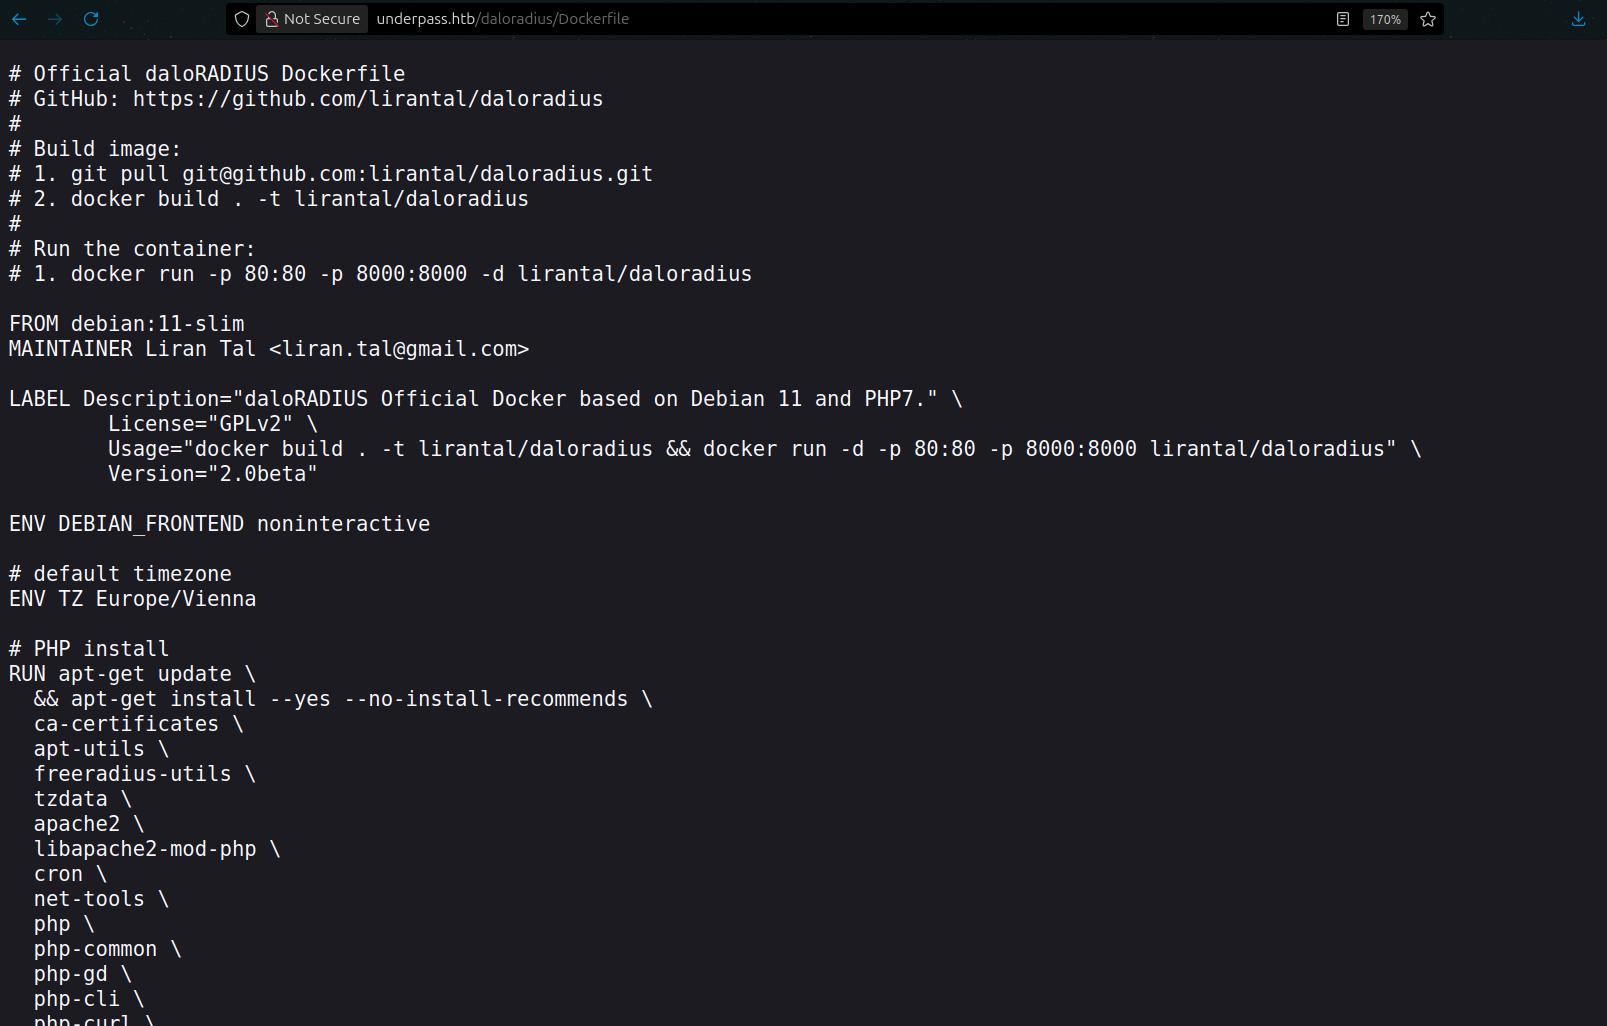 Not Secure underpass.htb/daloradius/Dockerfile 170%
# Official daloRADIUS Dockerfile
# GitHub: https://github.com/lirantal/daloradius
#
# Build image:
# 1. git pull git@github.com:lirantal/daloradius.git
# 2. docker build . -t lirantal/daloradius
#
# Run the container:
# 1. docker run -p 80:80 -p 8000:8000 -d lirantal/daloradius
FROM debian:11-slim
MAINTAINER Liran Tal <liran.tal@gmail.com>
LABEL Description="daloRADIUS Official Docker based on Debian 11 and PHP7." \
License="GPLv2" \
Usage="docker build . -t lirantal/daloradius && docker run -d -p 80:80 -p 8000:8000 lirantal/daloradius" \
Version="2.0beta"
ENV DEBIAN_FRONTEND noninteractive
# default timezone
ENV TZ Europe/Vienna
# PHP install
RUN apt-get update \
&& apt-get install --yes --no-install-recommends \
ca-certificates \
apt-utils \
freeradius-utils \
tzdata \
apache2 \
libapache2-mod-php \
cron \
net-tools \
php \
php-common \
php-gd \
php-cli \
php-curl \